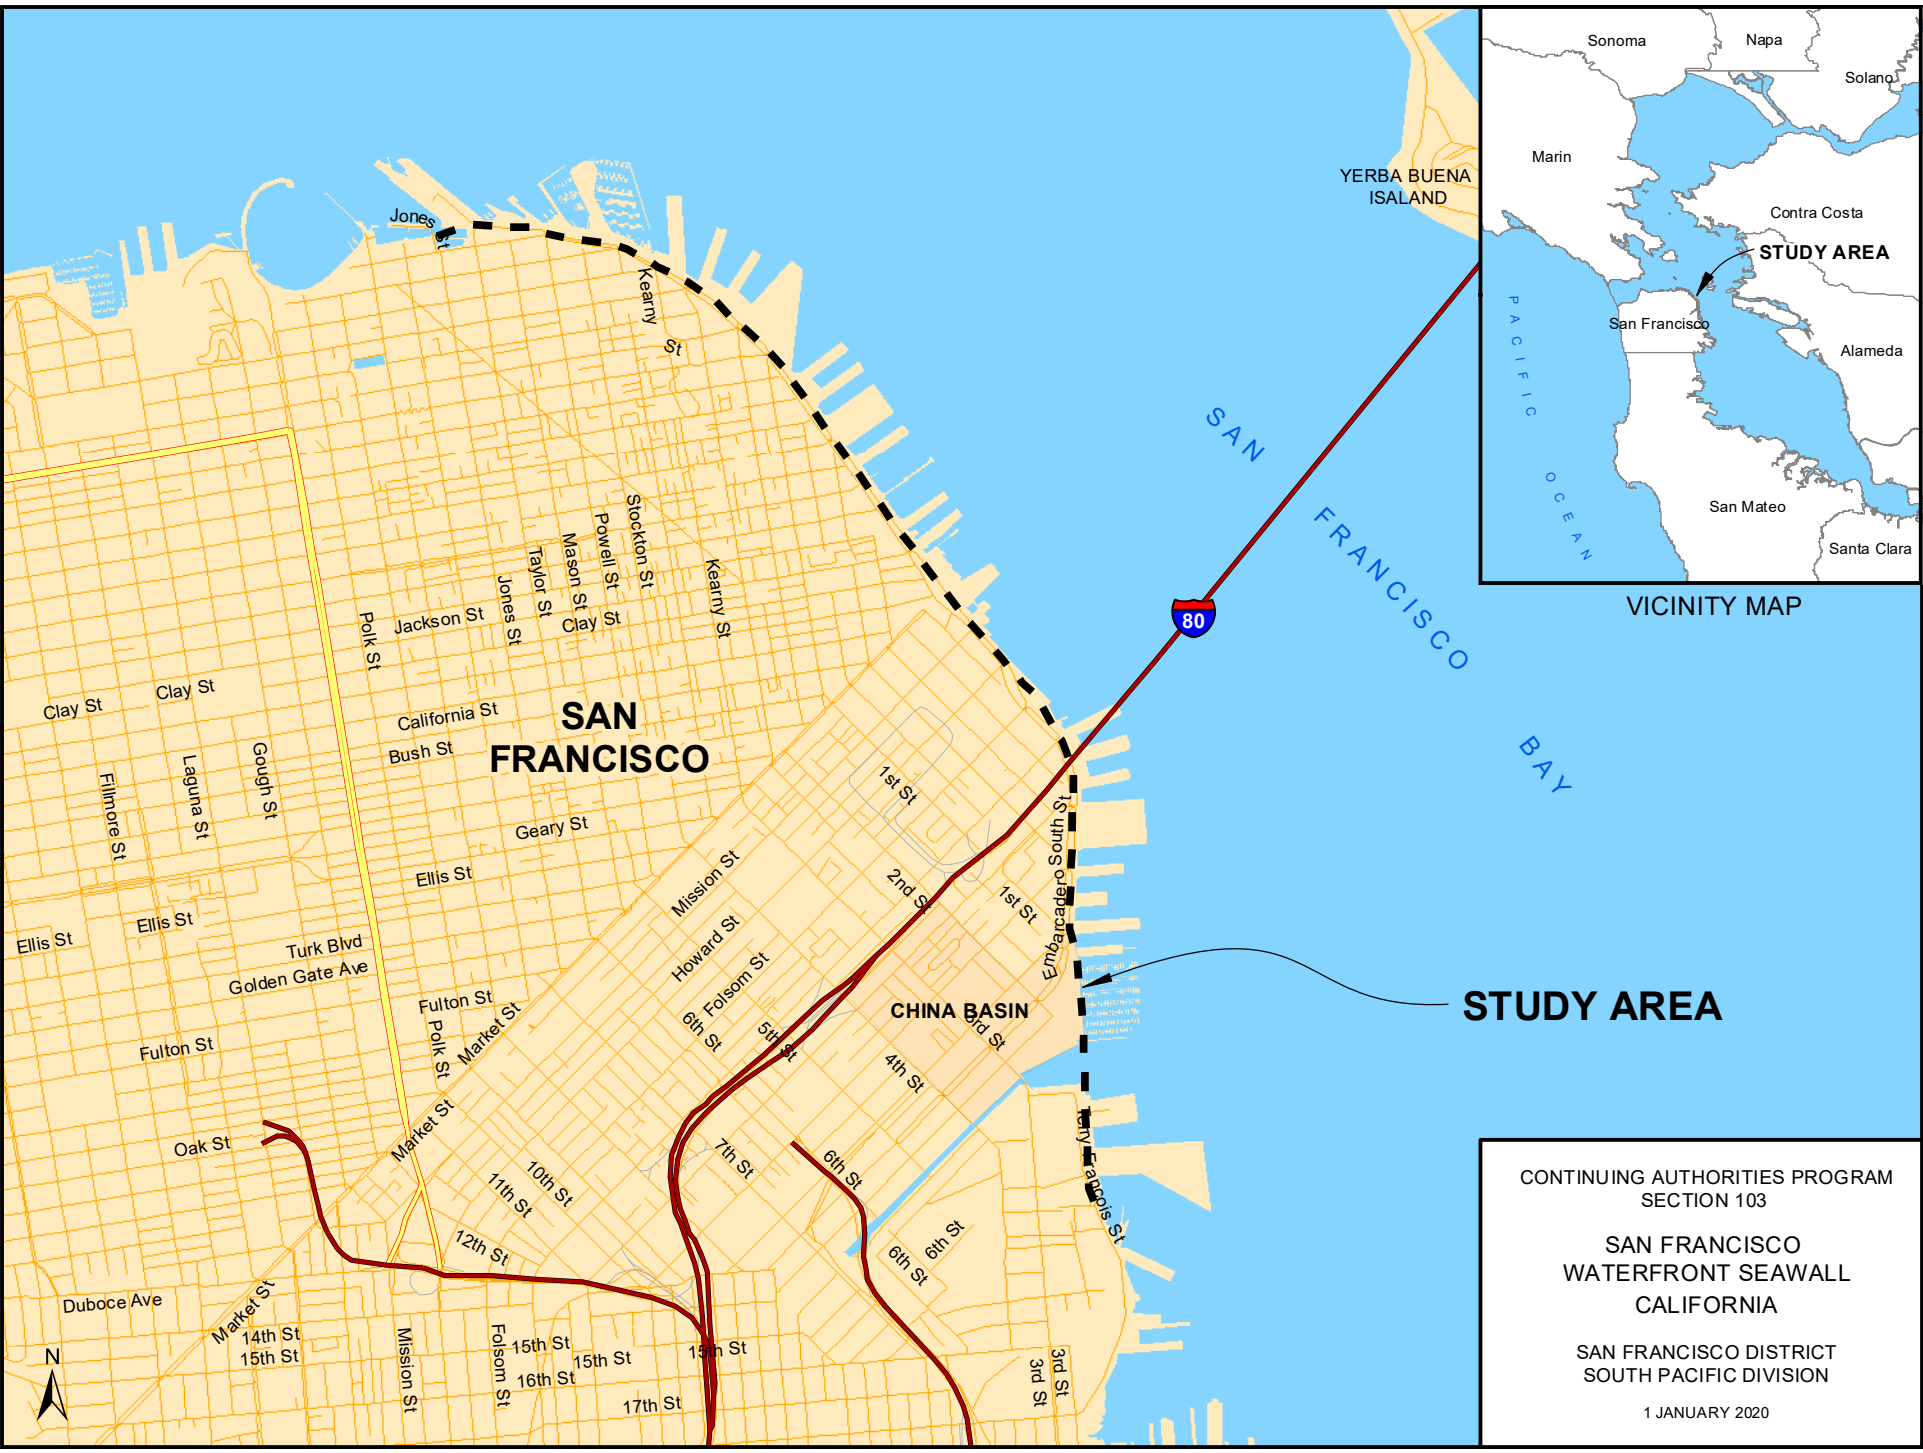 Sonoma
Napa
Solano
Marin
Contra Costa
STUDY AREA
San Francisco
Alameda
PACIFIC OCEAN
San Mateo
Santa Clara
VICINITY MAP
YERBA BUENA
ISALAND
Jones St
Kearny
St
SAN FRANCISCO BAY
80
Stockton St
Powell St
Mason St
Taylor St
Jones St
Kearny St
Polk St
Jackson St
Clay St
Clay St
Clay St
California St
Bush St
SAN
FRANCISCO
Gough St
Laguna St
Fillmore St
1st St
Geary St
Embarcadero South St
Mission St
Ellis St
2nd St
1st St
Ellis St
Ellis St
Turk Blvd
Golden Gate Ave
Howard St
Folsom St
Fulton St
Polk St
Market St
6th St
5th St
CHINA BASIN
3rd St
STUDY AREA
Fulton St
4th St
Market St
Oak St
7th St
6th St
Terry Francois St
10th St
11th St
12th St
6th St
6th St
Duboce Ave
Market St
14th St
15th St
Mission St
Folsom St
15th St
15th St
15th St
16th St
17th St
3rd St
3rd St
N
CONTINUING AUTHORITIES PROGRAM
SECTION 103
SAN FRANCISCO
WATERFRONT SEAWALL
CALIFORNIA
SAN FRANCISCO DISTRICT
SOUTH PACIFIC DIVISION
1 JANUARY 2020